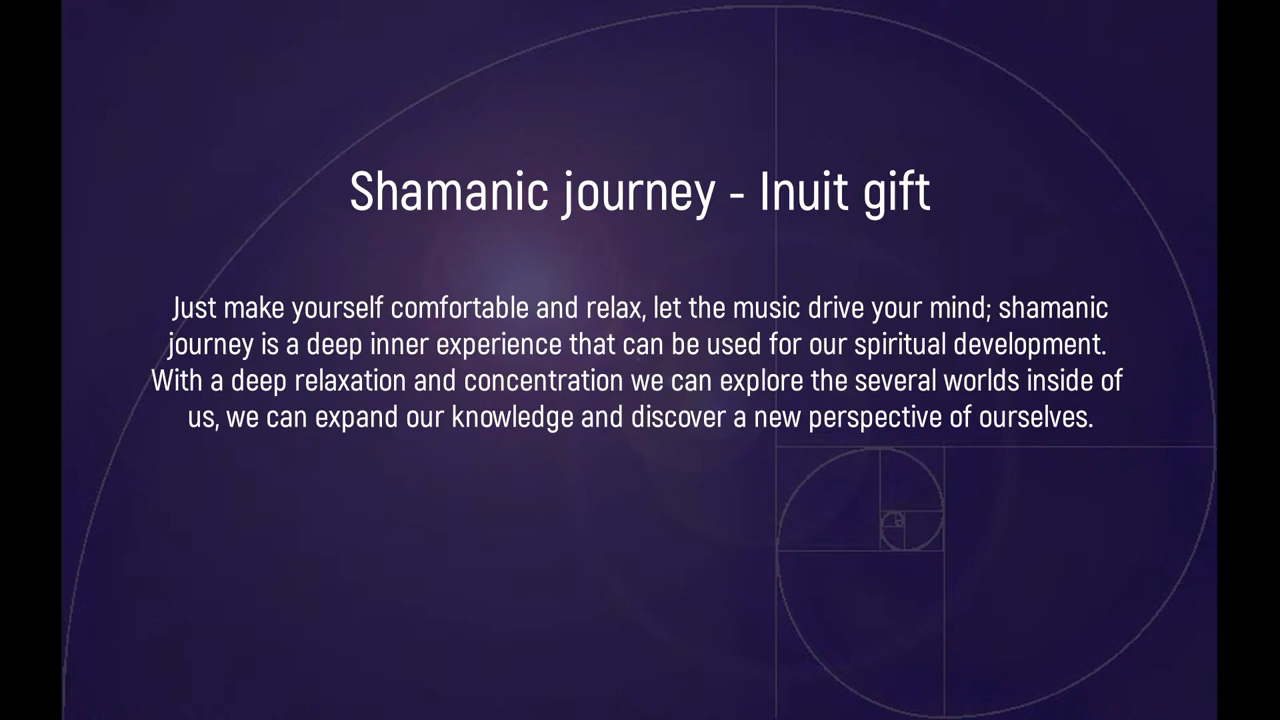 Shamanic journey - Inuit gift
Just make yourself comfortable and relax, let the music drive your mind; shamanic
journey is a deep inner experience that can be used for our spiritual development.
With a deep relaxation and concentration we can explore the several worlds inside of
us, we can expand our knowledge and discover a new perspective of ourselves.